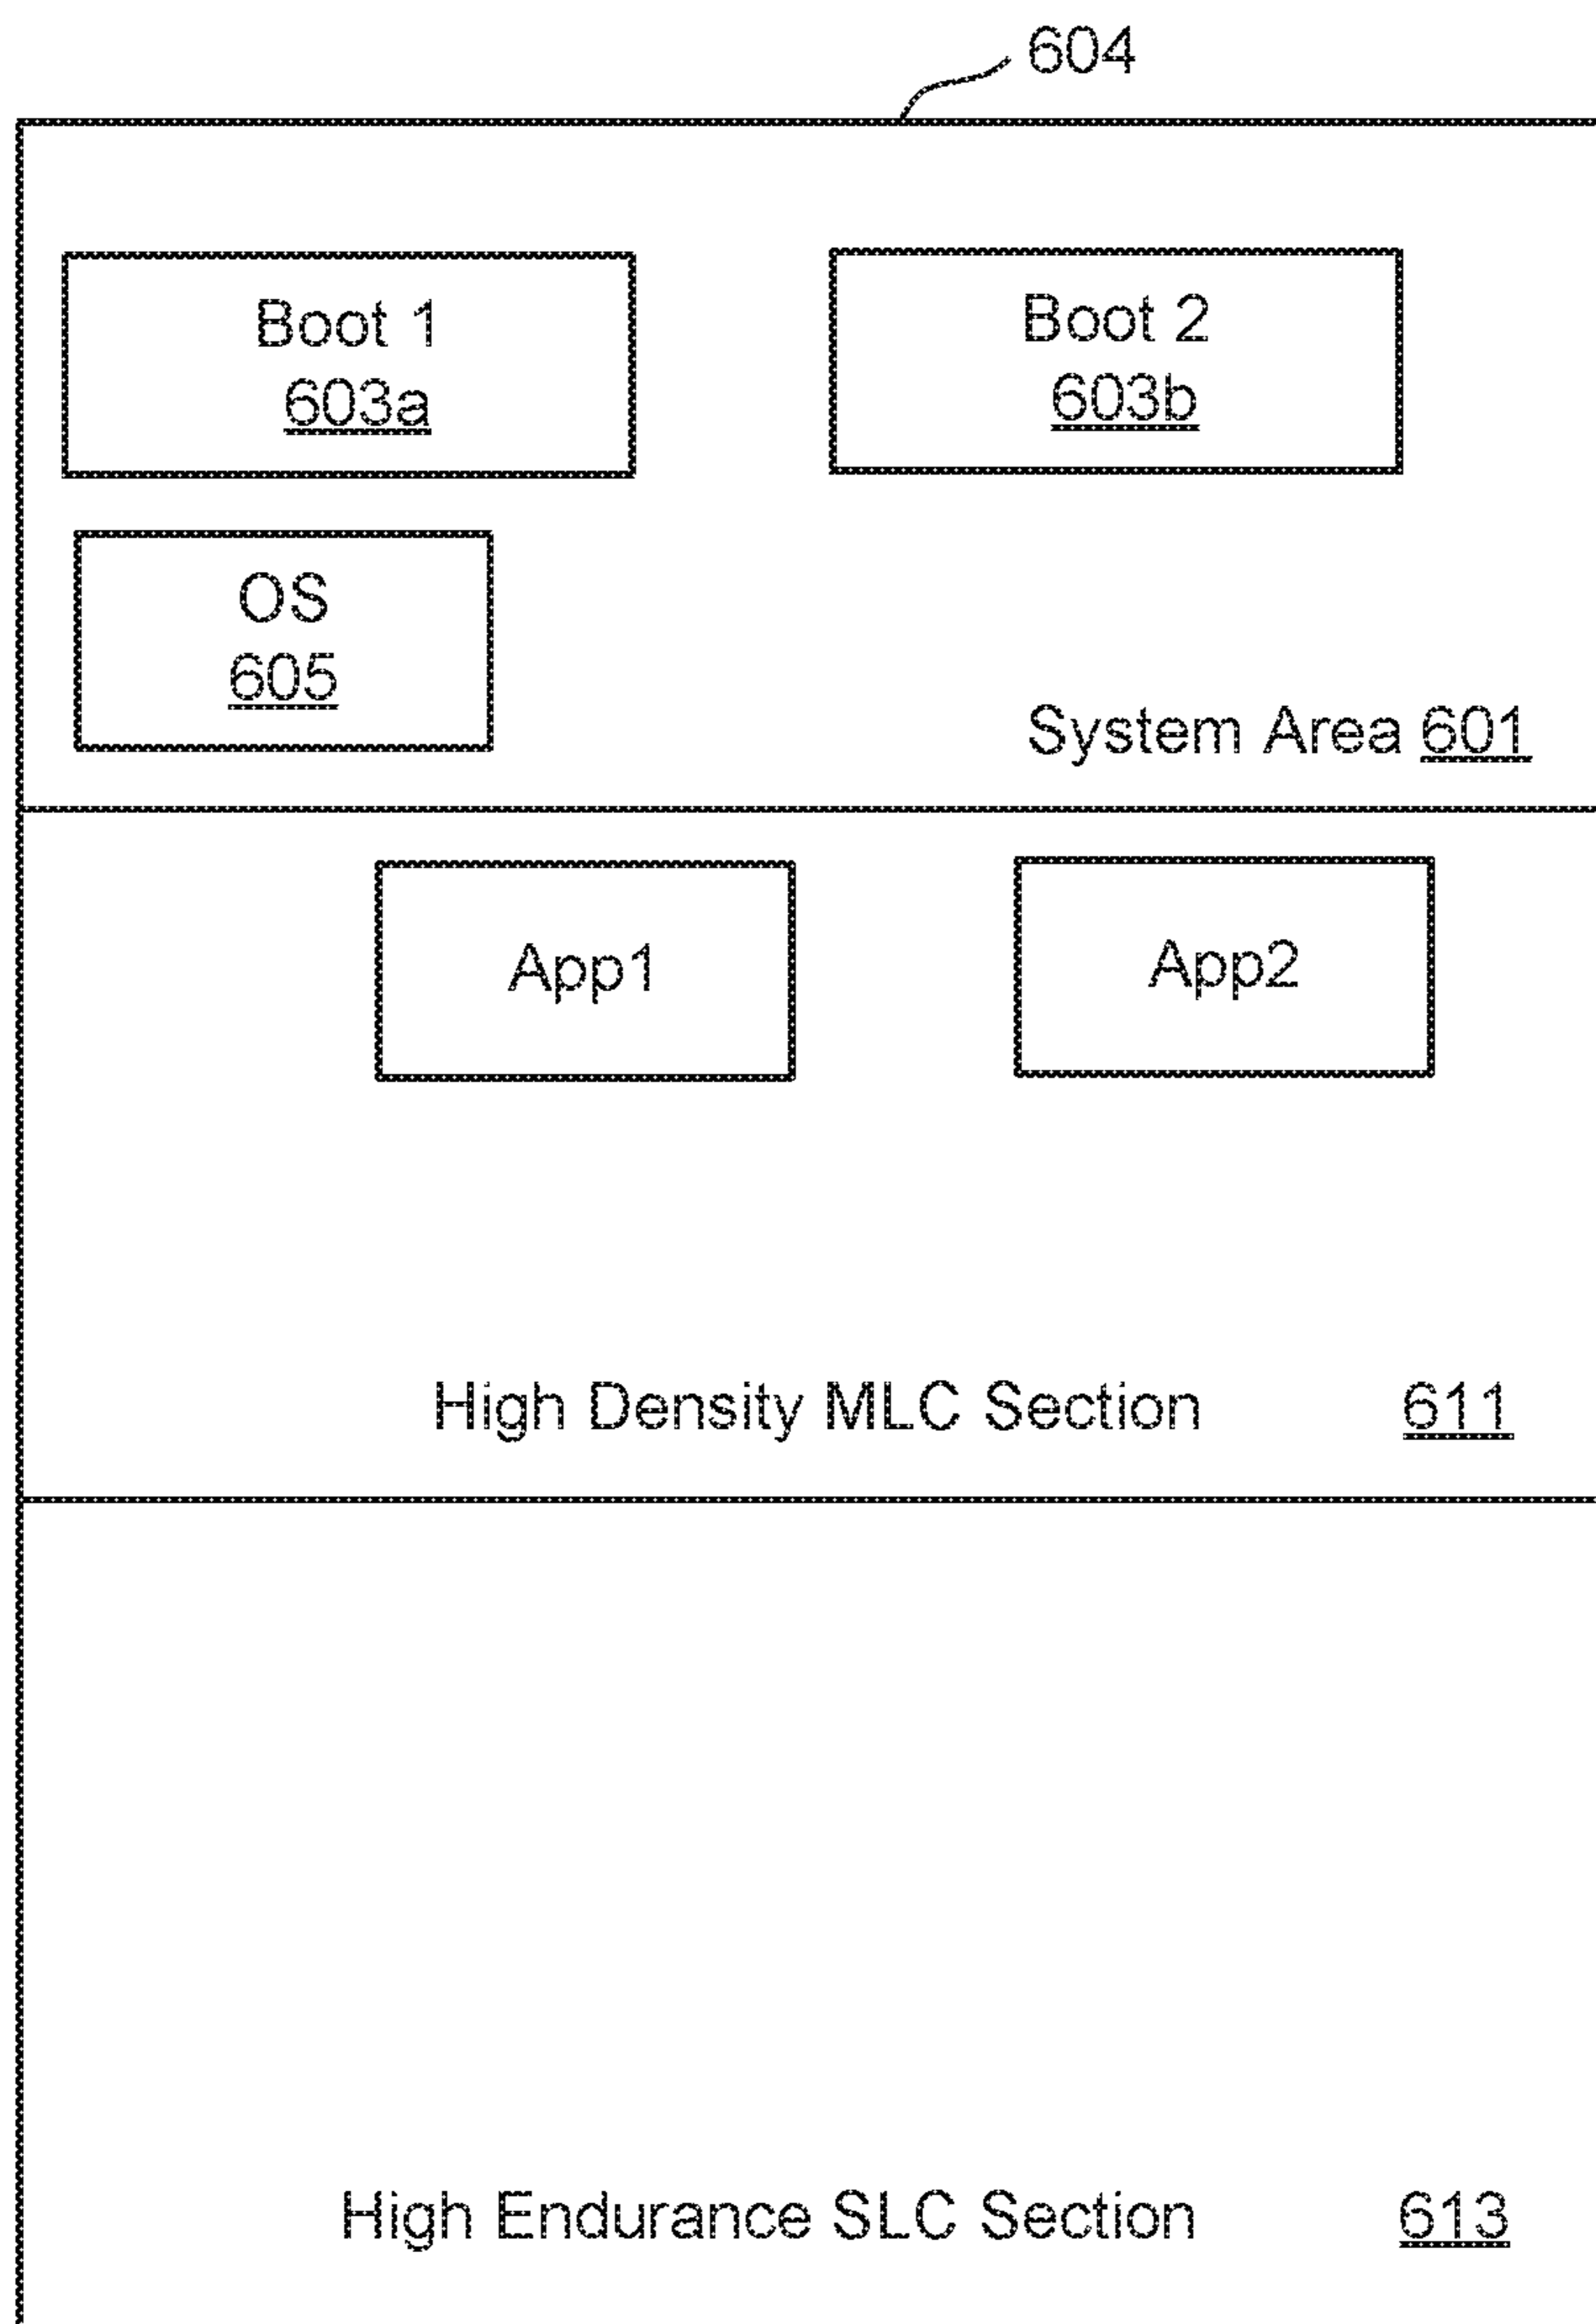 604
Boot 1
603a
Boot 2
603b
OS
605
System Area 601
App1
App2
High Density MLC Section 611
High Endurance SLC Section 613